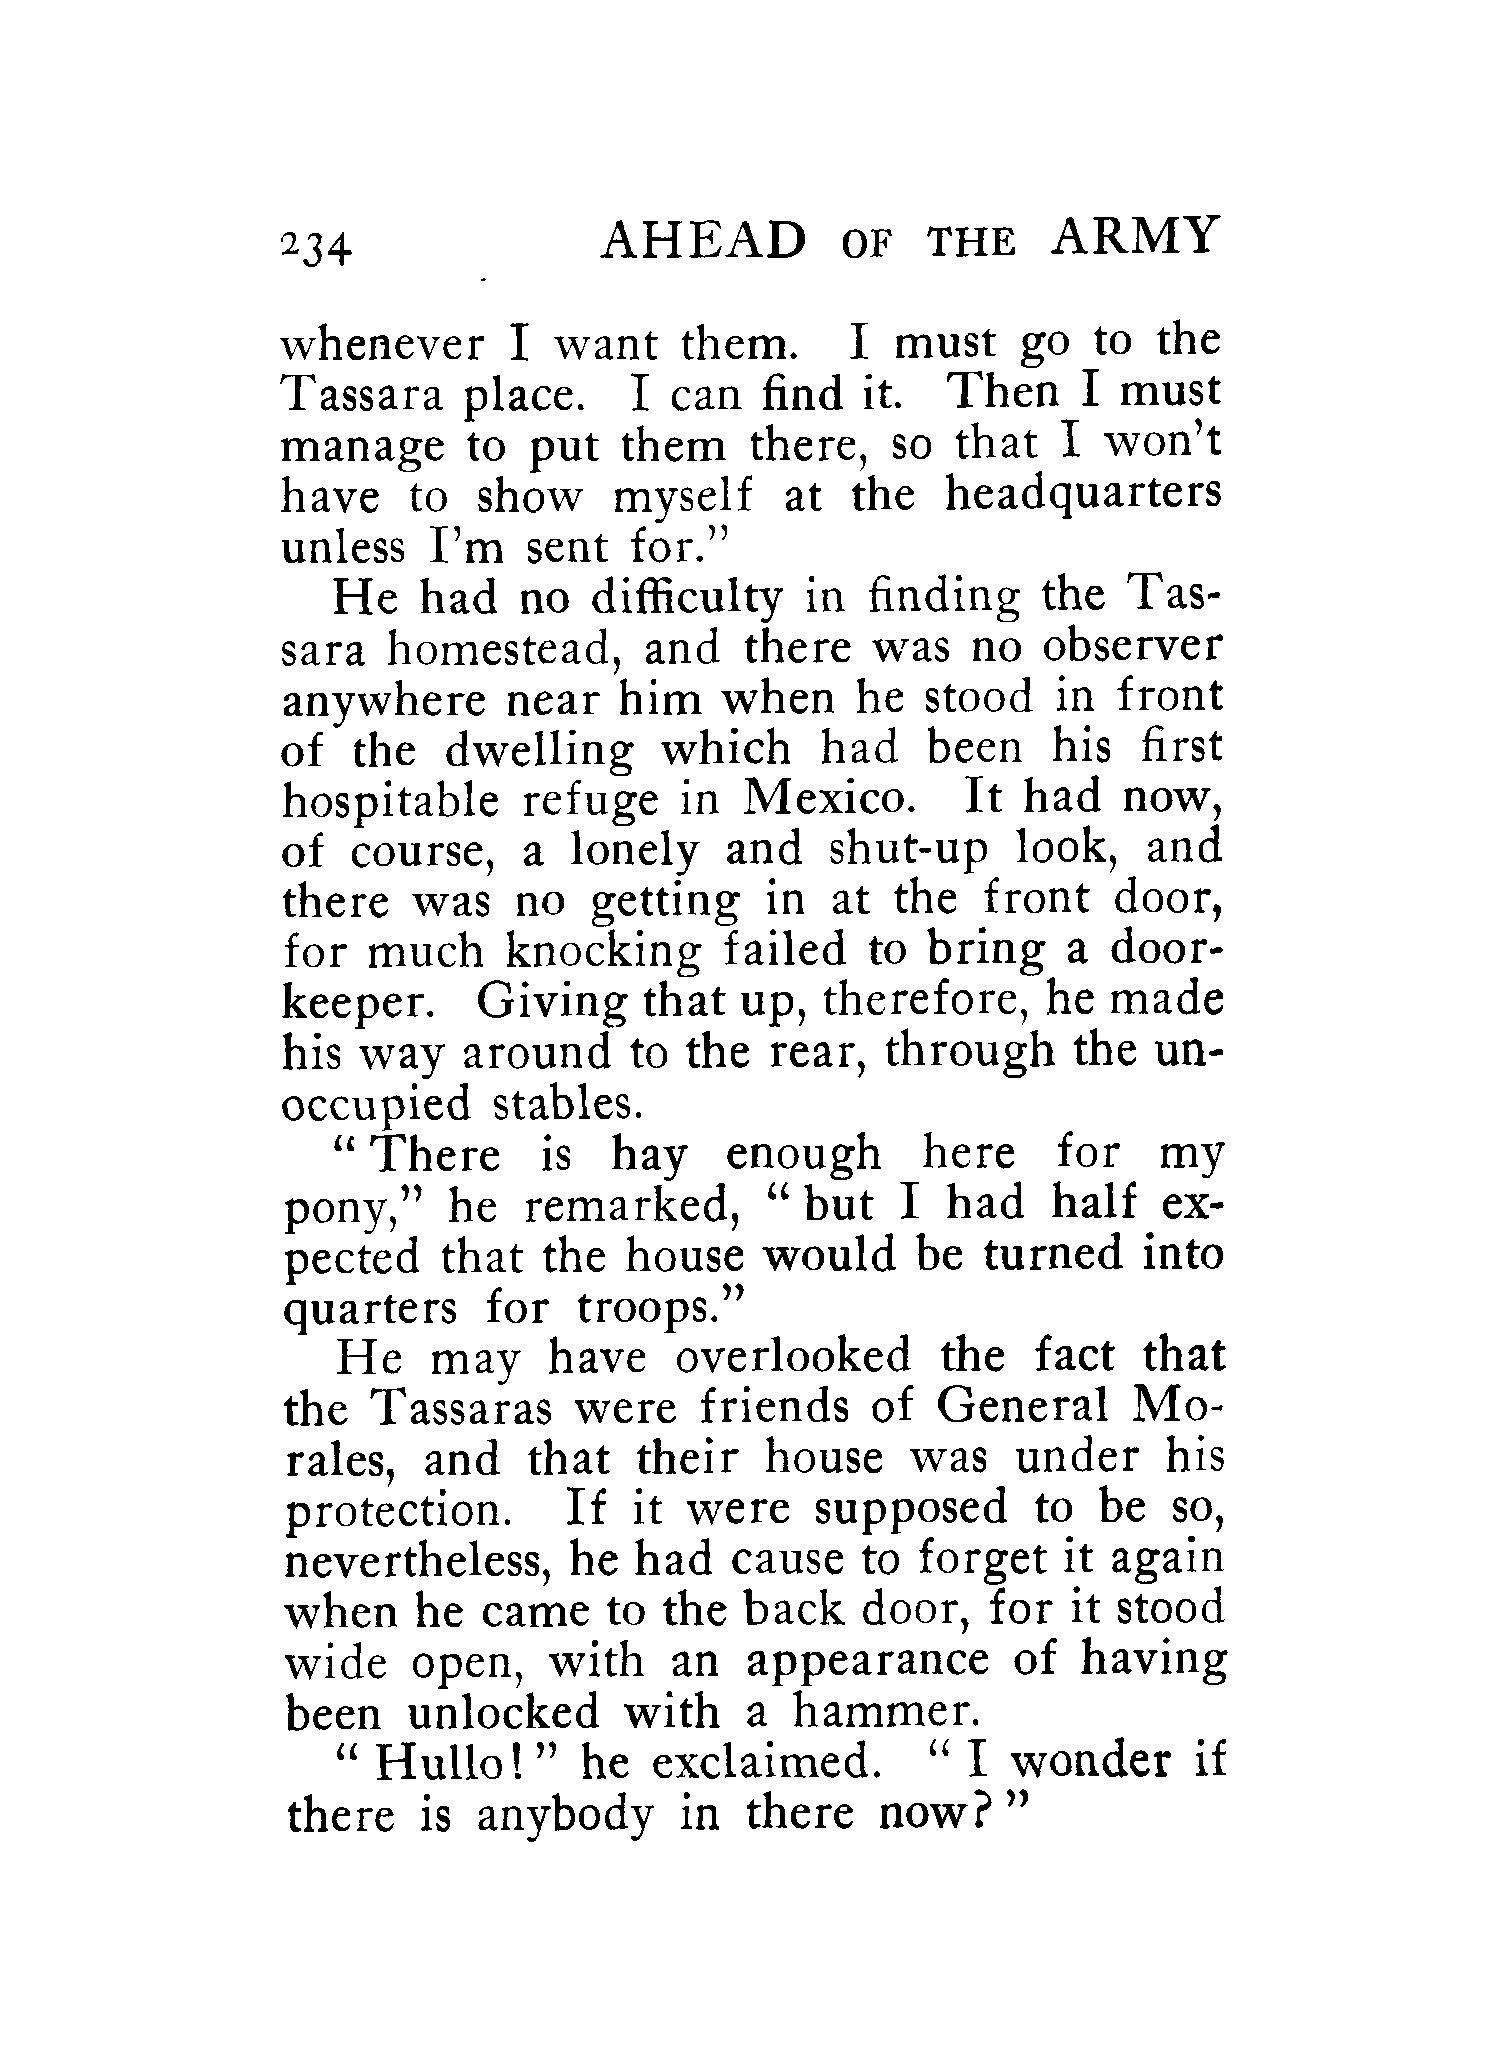 234 AHEAD OF THE ARMY
whenever I want them. I must go to the
Tassara place. I can find it. Then I must
manage to put them there, so that I won't
have to show myself at the headquarters
unless I'm sent for."
He had no difficulty in finding the Tas-
sara homestead, and there was no observer
anywhere near him when he stood in front
of the dwelling which had been his first
hospitable refuge in Mexico. It had now,
of course, a lonely and shut-up look, and
there was no getting in at the front door,
for much knocking failed to bring a door-
keeper. Giving that up, therefore, he made
his way around to the rear, through the un-
occupied stables.
"There is hay enough here for my
pony," he remarked, "but I had half ex-
pected that the house would be turned into
quarters for troops."
He may have overlooked the fact that
the Tassaras were friends of General Mo-
rales, and that their house was under his
protection. If it were supposed to be so,
nevertheless, he had cause to forget it again
when he came to the back door, for it stood
wide open, with an appearance of having
been unlocked with a hammer.
"Hullo!" he exclaimed. "I wonder if
there is anybody in there now?"